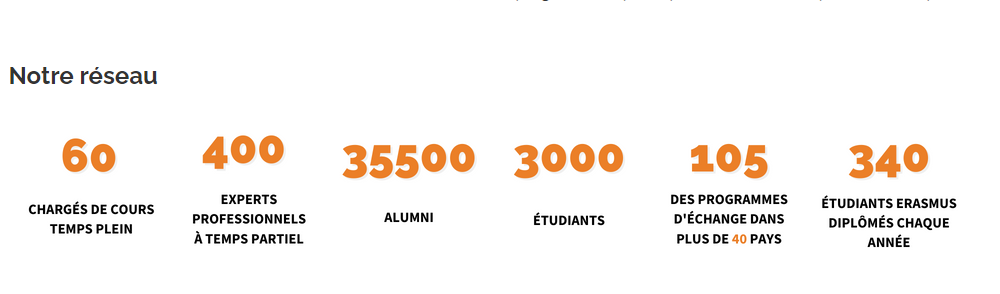 Notre réseau
60
CHARGÉS DE COURS
TEMPS PLEIN
400
EXPERTS
PROFESSIONNELS
À TEMPS PARTIEL
35500
ALUMNI
3000
ÉTUDIANTS
105
DES PROGRAMMES
D'ÉCHANGE DANS
PLUS DE 40 PAYS
340
ÉTUDIANTS ERASMUS
DIPLÔMÉS CHAQUE
ANNÉE